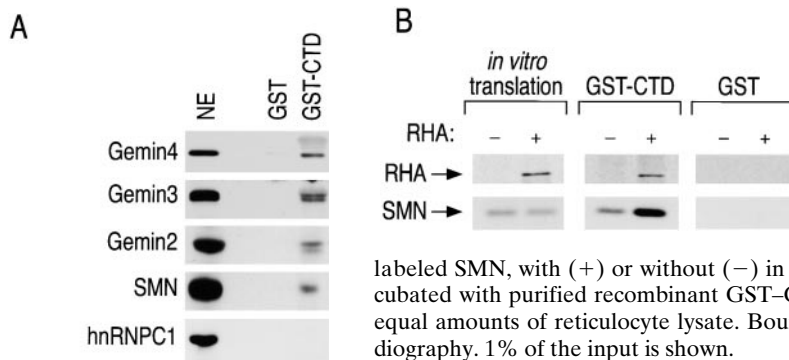 A
NE
GST
GST-CTD
Gemin4
Gemin3
Gemin2
SMN
hnRNPC1
B
in vitro
translation
GST-CTD
GST
RHA: − + − + − +
RHA
SMN
labeled SMN, with (+) or without (−) in
cubated with purified recombinant GST–C
equal amounts of reticulocyte lysate. Bou
diography. 1% of the input is shown.